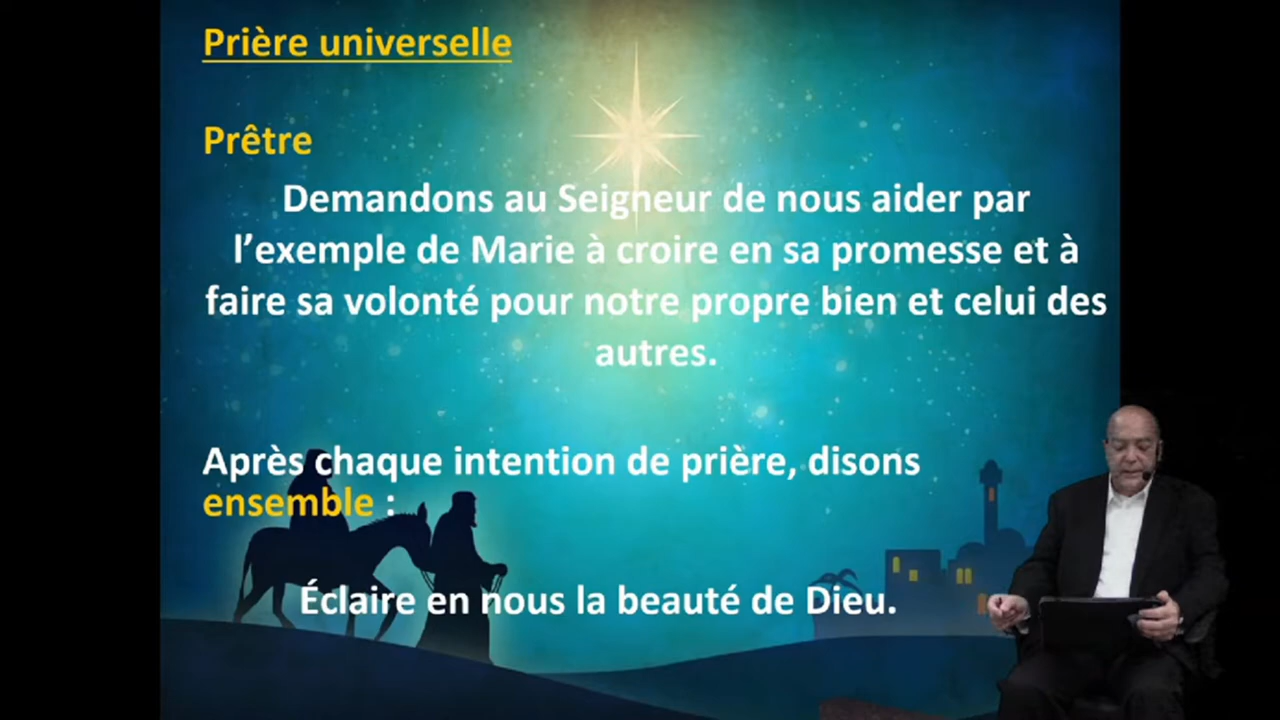 Prière universelle
Prêtre
Demandons au Seigneur de nous aider par
l’exemple de Marie à croire en sa promesse et à
faire sa volonté pour notre propre bien et celui des
autres.
Après chaque intention de prière, disons
ensemble :
Éclaire en nous la beauté de Dieu.